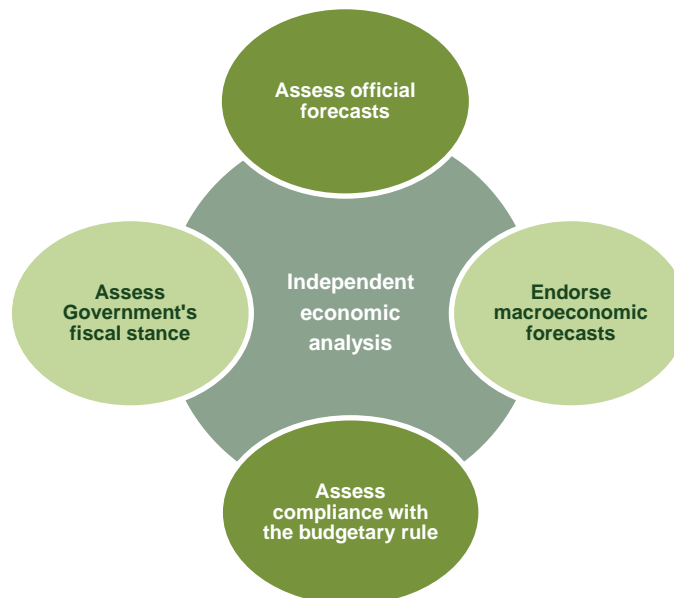 Assess official
forecasts
Assess
Government's
fiscal stance
Independent
economic
analysis
Endorse
macroeconomic
forecasts
Assess
compliance with
the budgetary rule